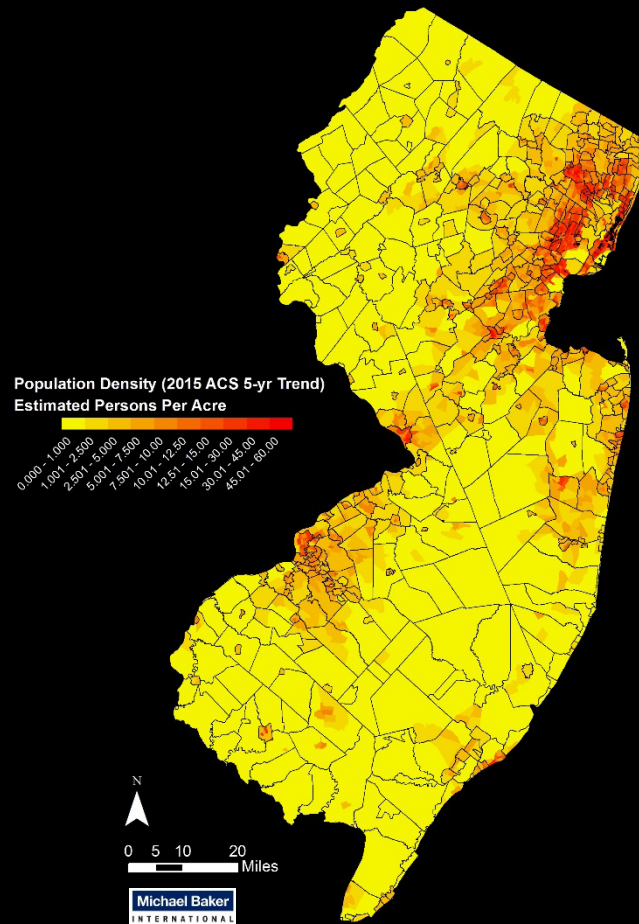 Population Density (2015 ACS 5-yr Trend)
Estimated Persons Per Acre
0.000 - 1.000
1.001 - 2.500
2.501 - 5.000
5.001 - 7.500
7.501 - 10.00
10.01 - 12.50
12.51 - 15.00
15.01 - 30.00
30.01 - 45.00
45.01 - 60.00
N
0 5 10 20
Miles
Michael Baker
INTERNATIONAL